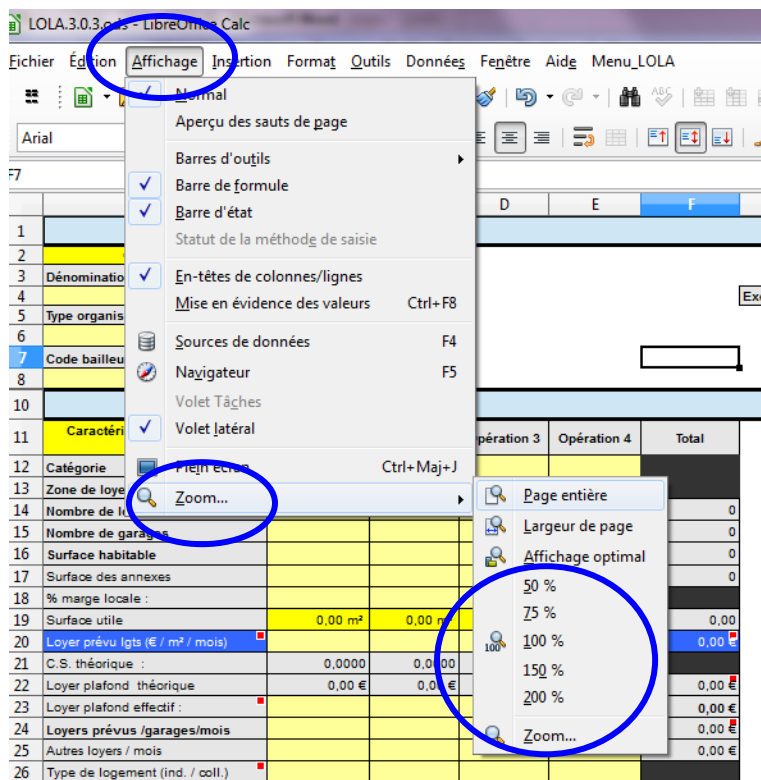 LOLA.3.0.3.ods - LibreOffice Calc
Fichier Édition Affichage Insertion Format Outils Données Fenêtre Aide Menu_LOLA
Normal
Aperçu des sauts de page
Arial
Barres d'outils
F7
Barre de formule
D E F
Barre d'état
1
Statut de la méthode de saisie
2
3 Dénominatio
En-têtes de colonnes/lignes
4
Mise en évidence des valeurs Ctrl+F8
Exc
5 Type organis
6
Sources de données F4
7 Code bailleu
Navigateur F5
8
Volet Tâches
10
Volet latéral
11 Caractéri
pération 3 Opération 4 Total
12 Catégorie
Plein écran Ctrl+Maj+J
13 Zone de loye
Zoom...
Page entière
14 Nombre de l
0
15 Nombre de garages
Largeur de page
0
16 Surface habitable
Affichage optimal
0
17 Surface des annexes
50 %
0
18 % marge locale :
75 %
19 Surface utile 0,00 m² 0,00 m²
0,00
20 Loyer prévu lgts (€ / m² / mois)
100 100 %
0,00 €
21 C.S. théorique : 0,0000 0,0000
150 %
22 Loyer plafond théorique 0,00 € 0,00 €
200 %
0,00 €
23 Loyer plafond effectif :
0,00 €
24 Loyers prévus /garages/mois
Zoom...
0,00 €
25 Autres loyers / mois
0,00 €
26 Type de logement (ind. / coll.)